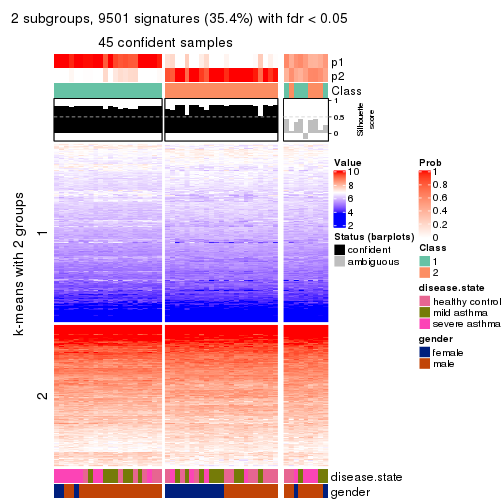 2 subgroups, 9501 signatures (35.4%) with fdr < 0.05
45 confident samples
p1
p2
Class
1
0.5
0
Silhouette score
k-means with 2 groups
1
2
Value
10
8
6
4
2
Status (barplots)
confident
ambiguous
Prob
1
0.8
0.6
0.4
0.2
0
Class
1
2
disease.state
healthy control
mild asthma
severe asthma
gender
female
male
disease.state
gender